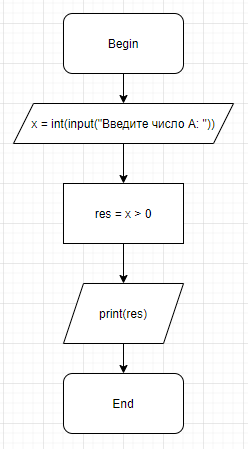 Begin
x = int(input("Введите число A: "))
res = x > 0
print(res)
End